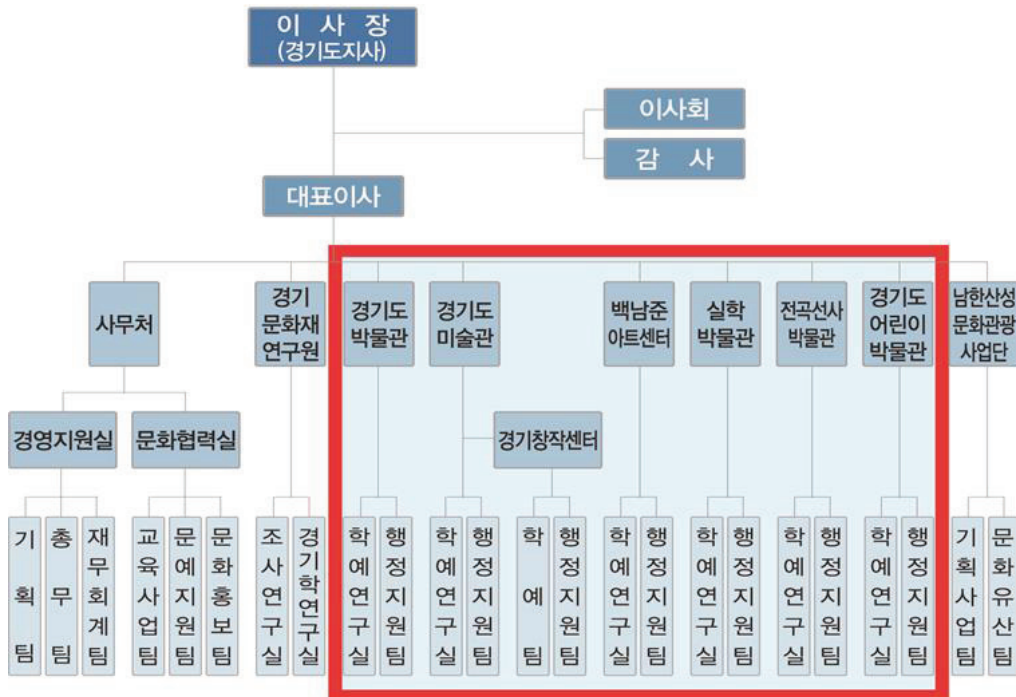 이 사 장
(경기도지사)
이사회
감 사
대표이사
사무처
경기
문화재
연구원
경기도
박물관
경기도
미술관
백남준
아트센터
실학
박물관
전곡선사
박물관
경기도
어린이
박물관
남한산성
문화관광
사업단
경영지원실
문화협력실
경기창작센터
기획팀
총무팀
재무회계팀
교육사업팀
문예지원팀
문화홍보팀
조사연구실
경기학연구실
학예연구실
행정지원팀
학예연구실
행정지원팀
학예팀
행정지원팀
학예연구실
행정지원팀
학예연구실
행정지원팀
학예연구실
행정지원팀
학예연구실
행정지원팀
기획사업팀
문화유산팀